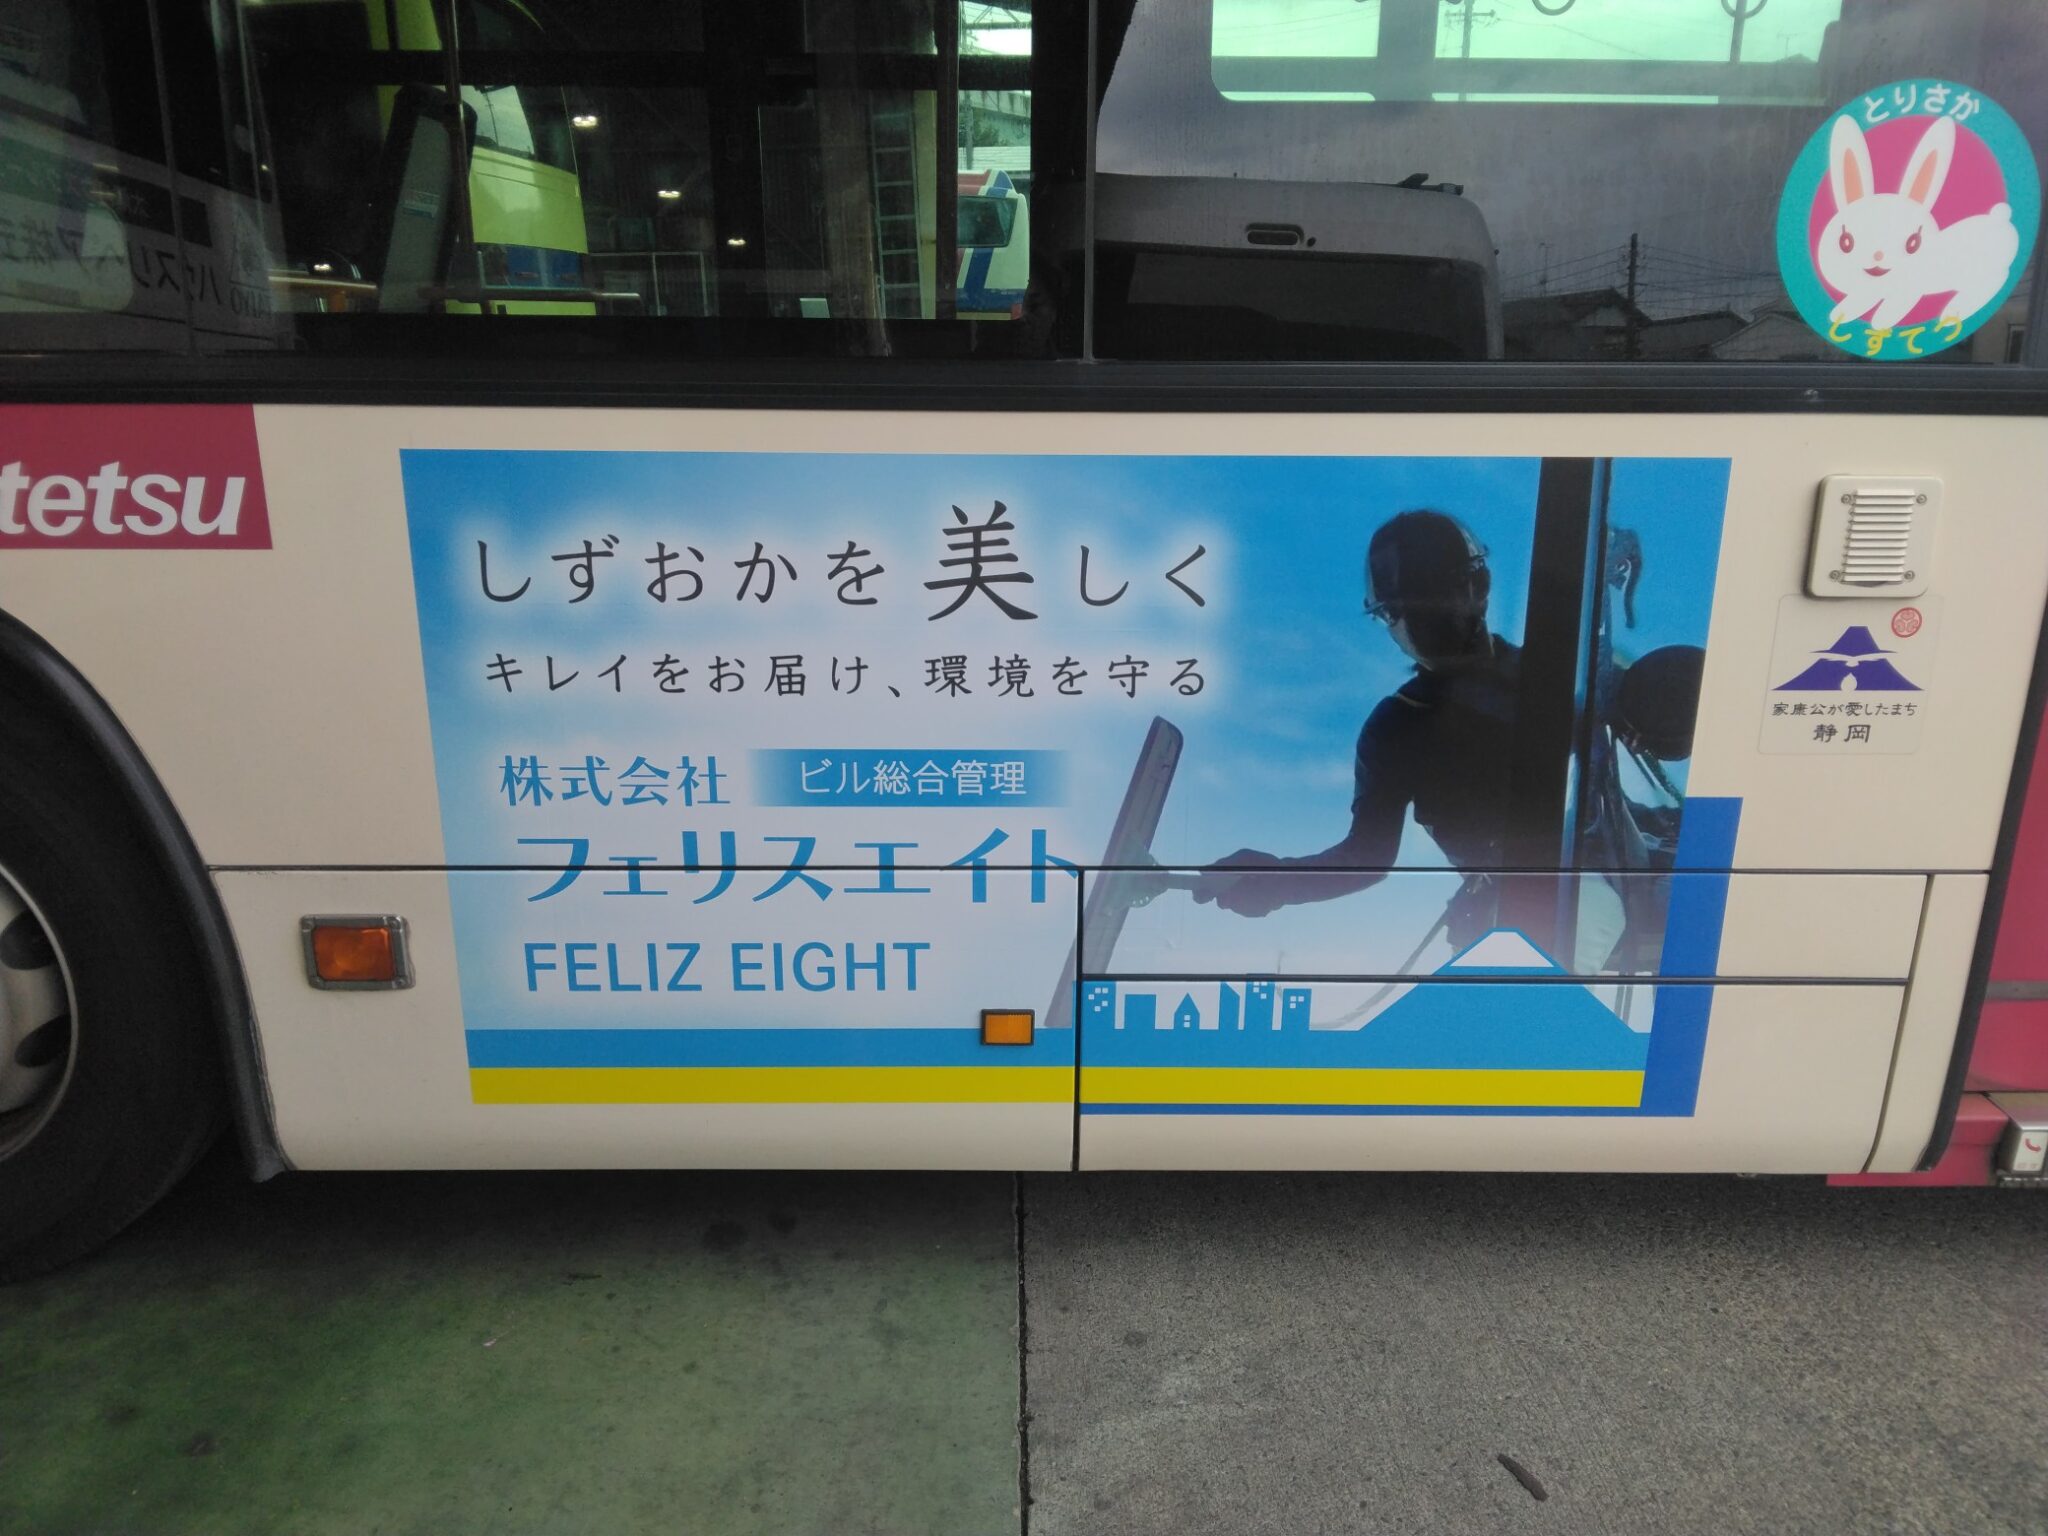 とりさか
しずてつ
tetsu
しずおかを美しく
キレイをお届け、環境を守る
株式会社 ビル総合管理
フェリスエイト
FELIZ EIGHT
家康公が愛したまち
静岡